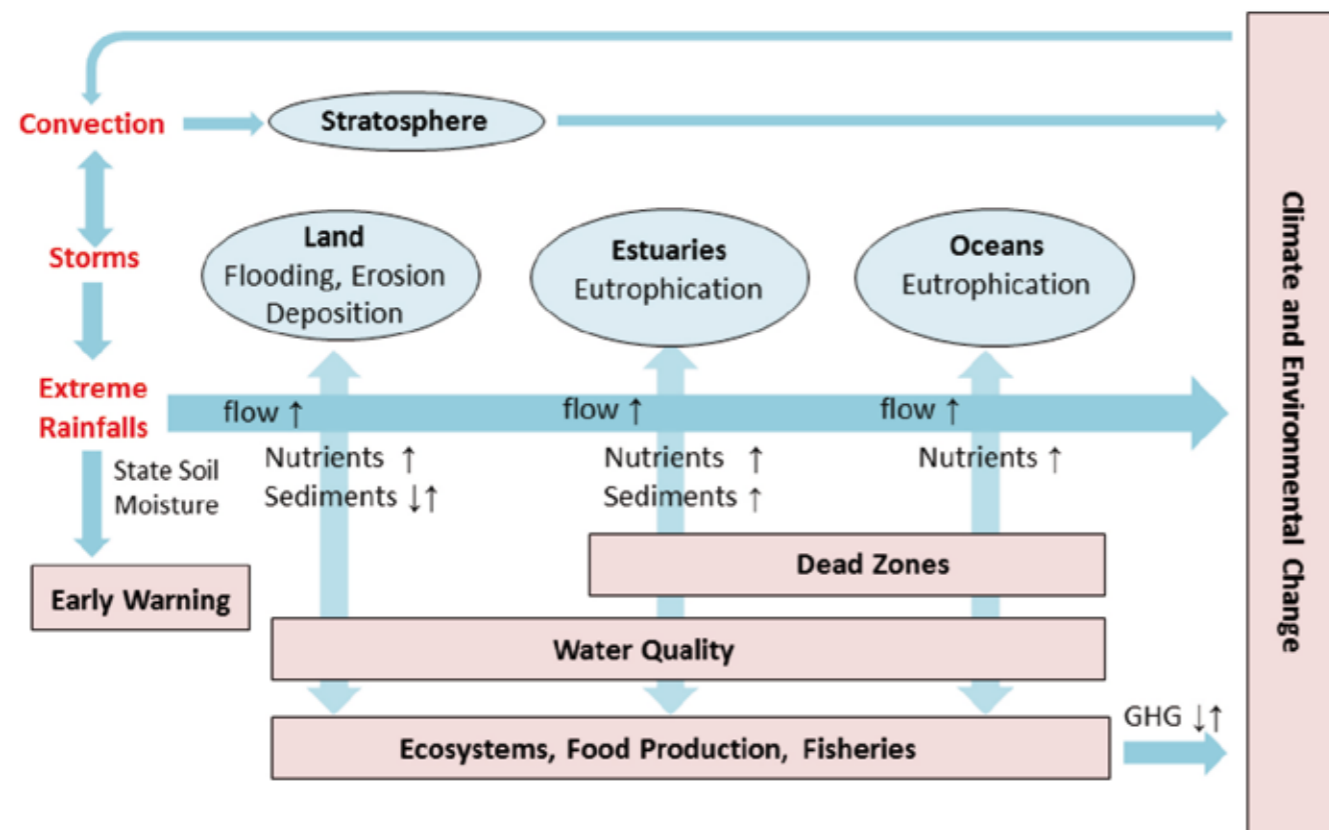 Convection
Stratosphere
Storms
Land
Flooding, Erosion
Deposition
Estuaries
Eutrophication
Oceans
Eutrophication
Extreme
Rainfalls
flow ↑
flow ↑
flow ↑
State Soil
Moisture
Nutrients ↑
Sediments ↓↑
Nutrients ↑
Sediments ↑
Nutrients ↑
Early Warning
Dead Zones
Water Quality
Ecosystems, Food Production, Fisheries
GHG ↓↑
Climate and Environmental Change